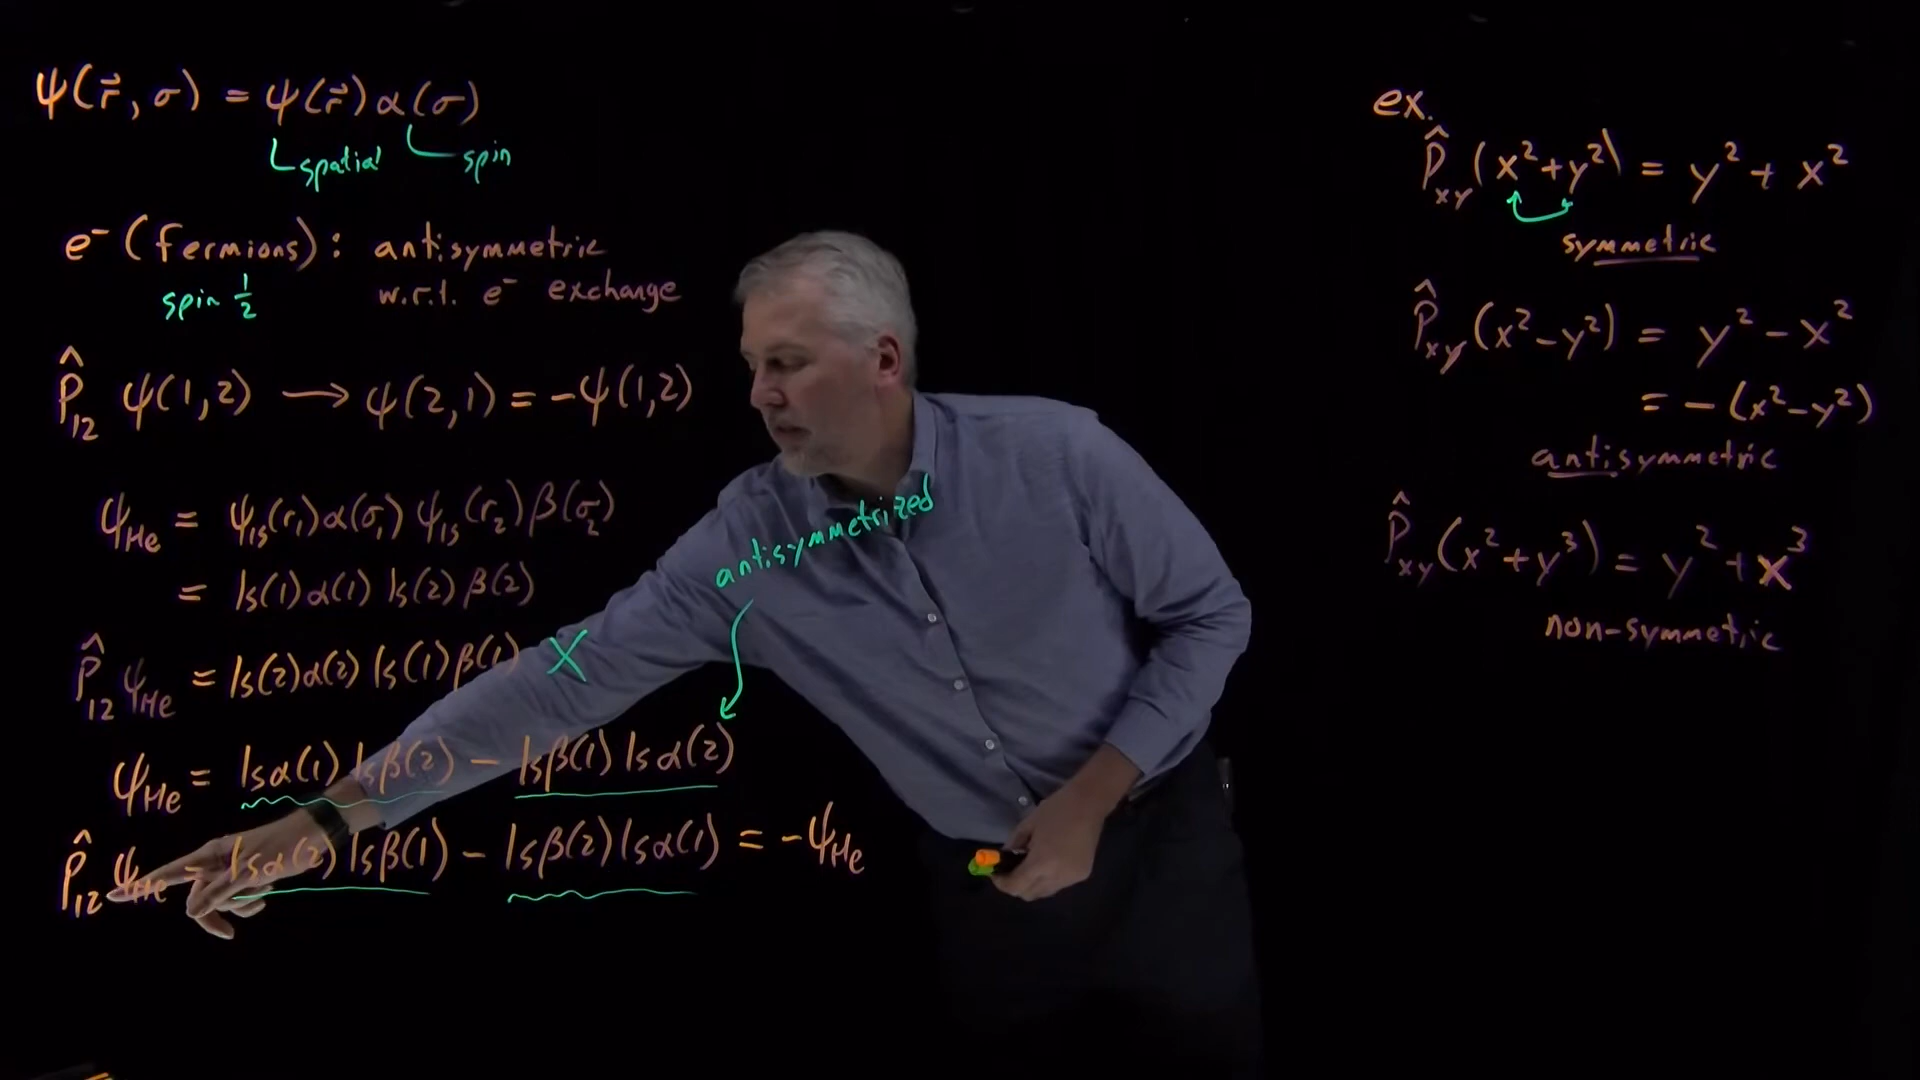 ψ(r⃗, σ) = ψ(r⃗) α(σ)
spatial spin
e⁻ (fermions): antisymmetric
spin ½ w.r.t. e⁻ exchange
P̂₁₂ ψ(1,2) → ψ(2,1) = -ψ(1,2)
ψHe = ψ1s(r₁) α(σ₁) ψ1s(r₂) β(σ₂)
= 1s(1) α(1) 1s(2) β(2)
P̂₁₂ ψHe = 1s(2) α(2) 1s(1) β(1) X
antisymmetrized
ψHe = 1sα(1) 1sβ(2) - 1sβ(1) 1sα(2)
P̂₁₂ ψHe = 1sα(2) 1sβ(1) - 1sβ(2) 1sα(1) = -ψHe
ex.
P̂xy (x² + y²) = y² + x²
symmetric
P̂xy (x² - y²) = y² - x²
= - (x² - y²)
antisymmetric
P̂xy (x² + y³) = y² + x³
non-symmetric